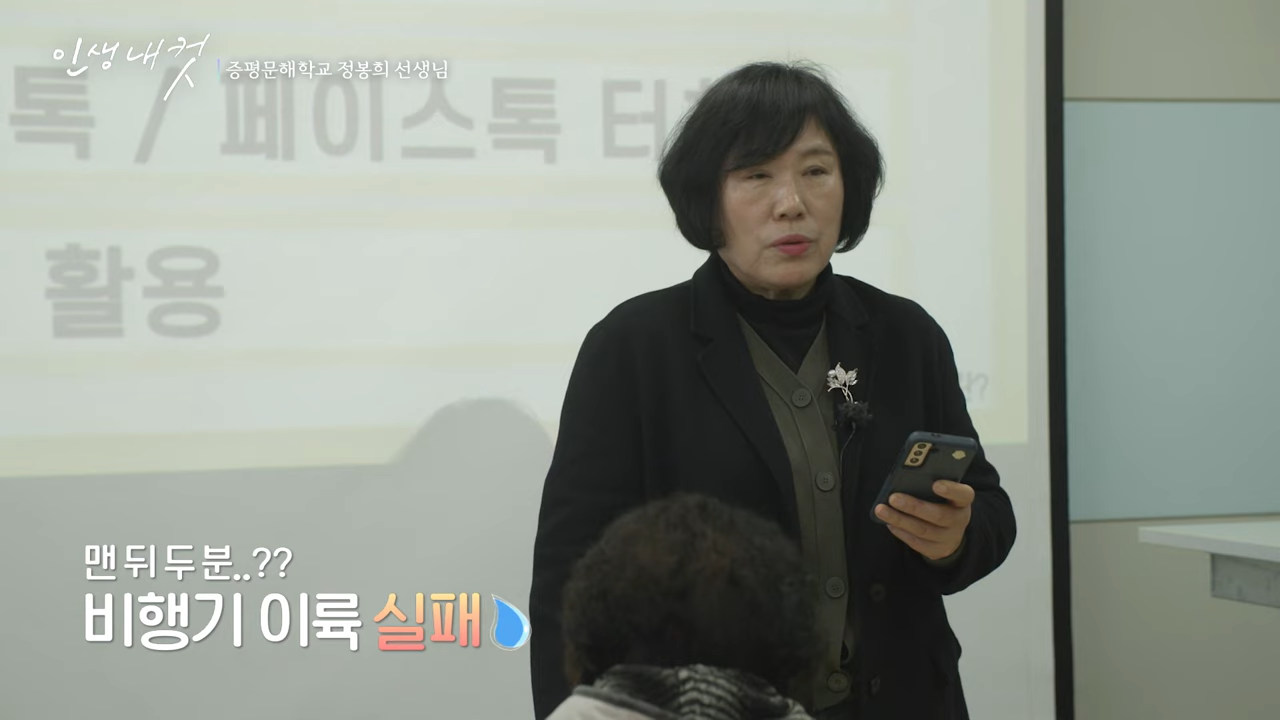 인생 내 컷
증평문해학교 정봉희 선생님
톡 / 페이스톡 터
활용
맨 뒤 두 분..??
비행기 이륙 실패